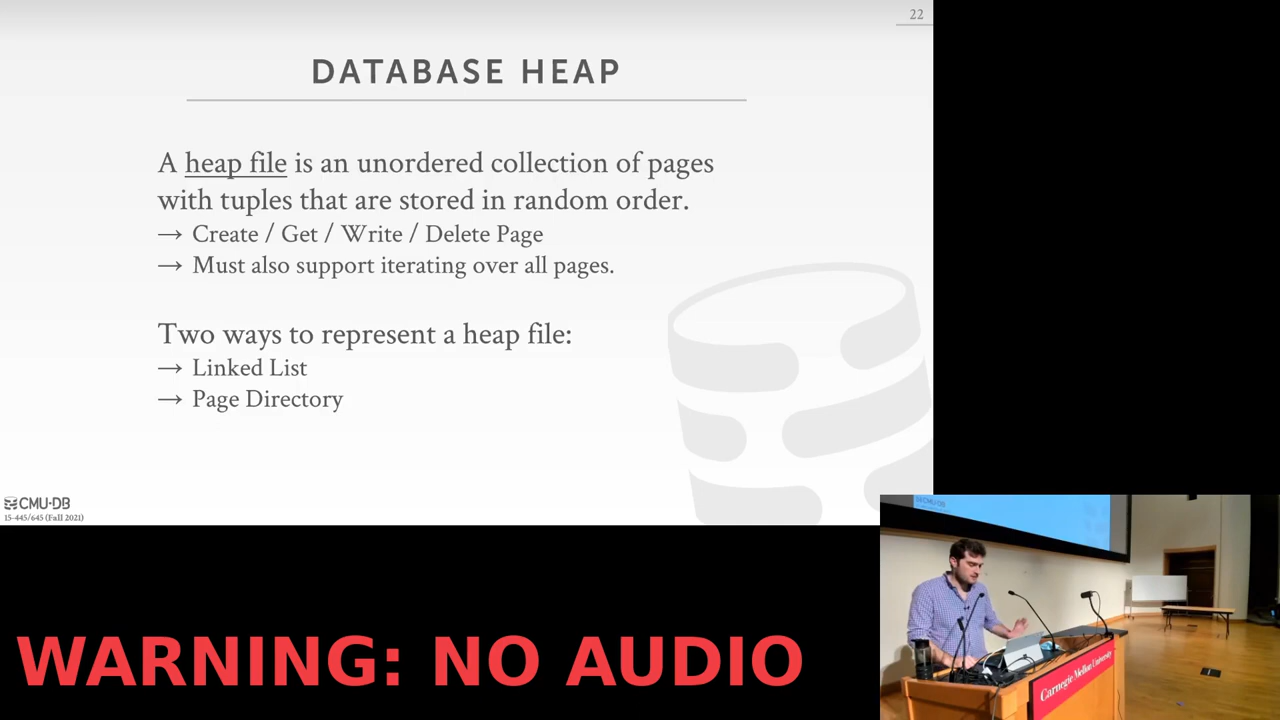 22
DATABASE HEAP
A heap file is an unordered collection of pages
with tuples that are stored in random order.
→ Create / Get / Write / Delete Page
→ Must also support iterating over all pages.
Two ways to represent a heap file:
→ Linked List
→ Page Directory
CMU·DB
15-445/645 (Fall 2021)
WARNING: NO AUDIO
CMU·DB
Carnegie Mellon University